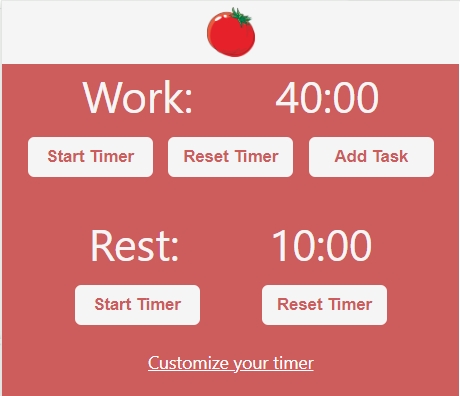 Work: 40:00
Start Timer Reset Timer Add Task
Rest: 10:00
Start Timer Reset Timer
Customize your timer